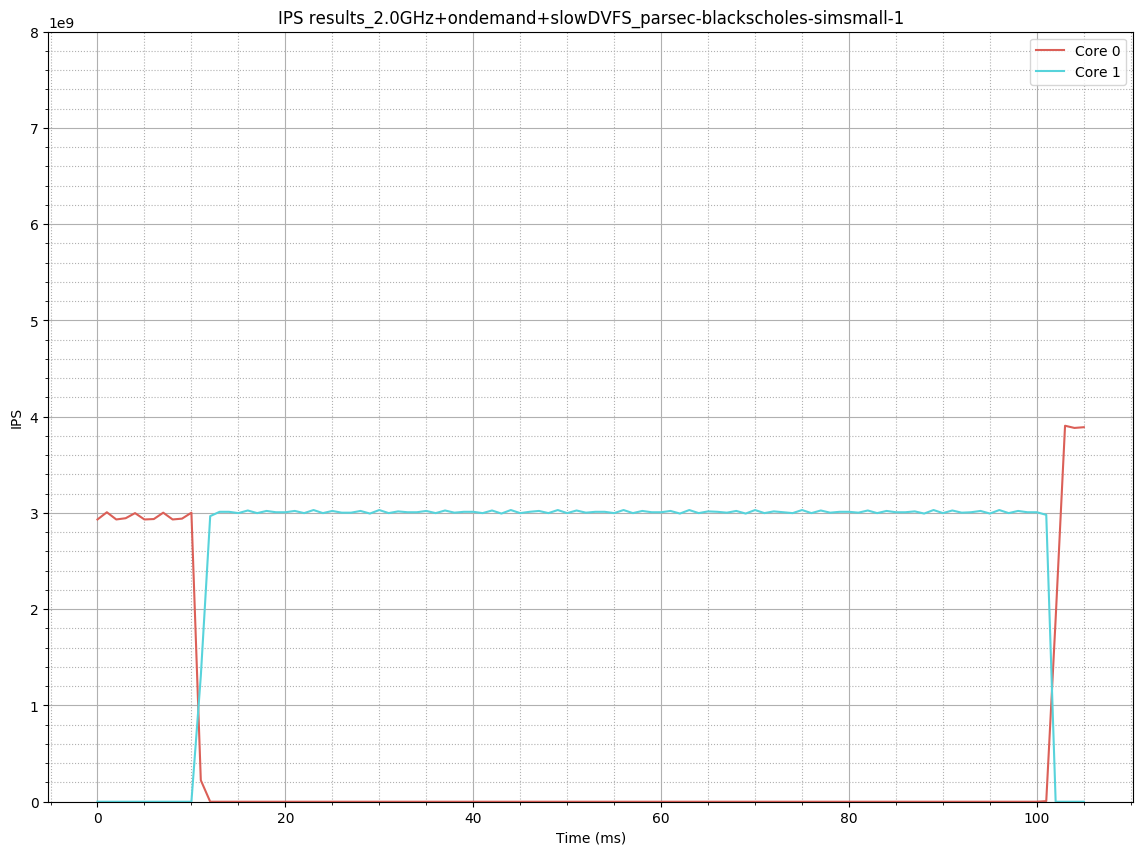 IPS results_2.0GHz+ondemand+slowDVFS_parsec-blackscholes-simsmall-1
1e9
8
7
6
5
4
3
2
1
0
IPS
Core 0
Core 1
0 20 40 60 80 100
Time (ms)